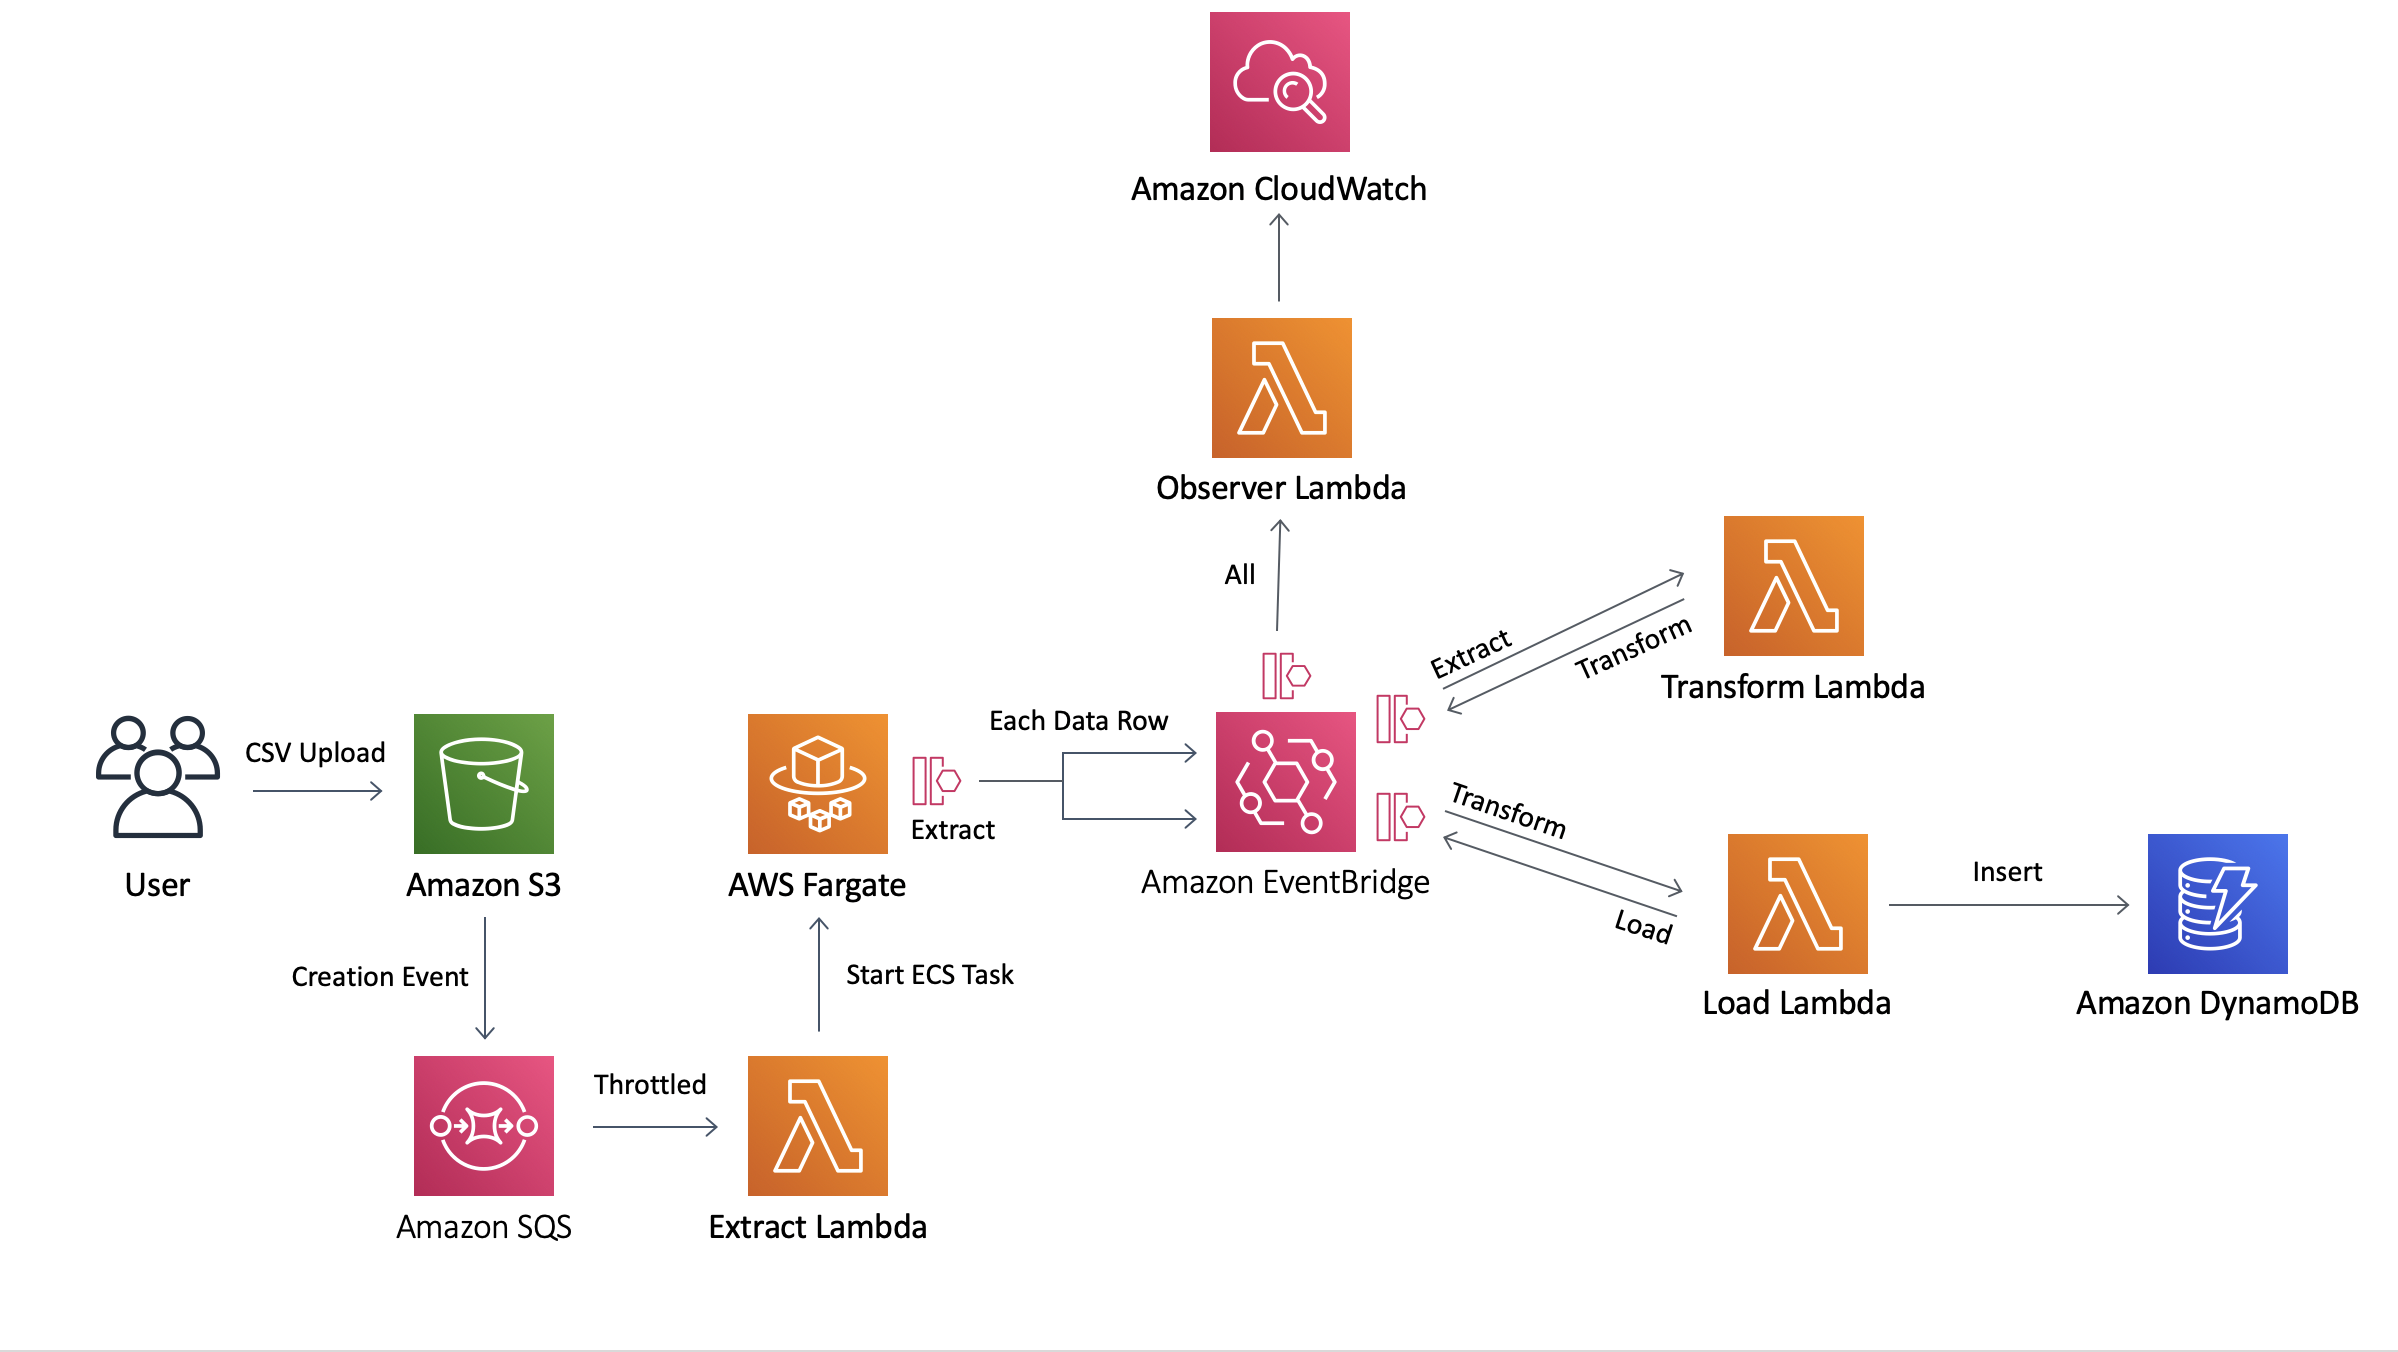 Amazon CloudWatch
Observer Lambda
All
Extract
Transform
Transform Lambda
CSV Upload
Each Data Row
Extract
Transform
Load
User
Amazon S3
AWS Fargate
Amazon EventBridge
Insert
Creation Event
Start ECS Task
Load Lambda
Amazon DynamoDB
Throttled
Amazon SQS
Extract Lambda